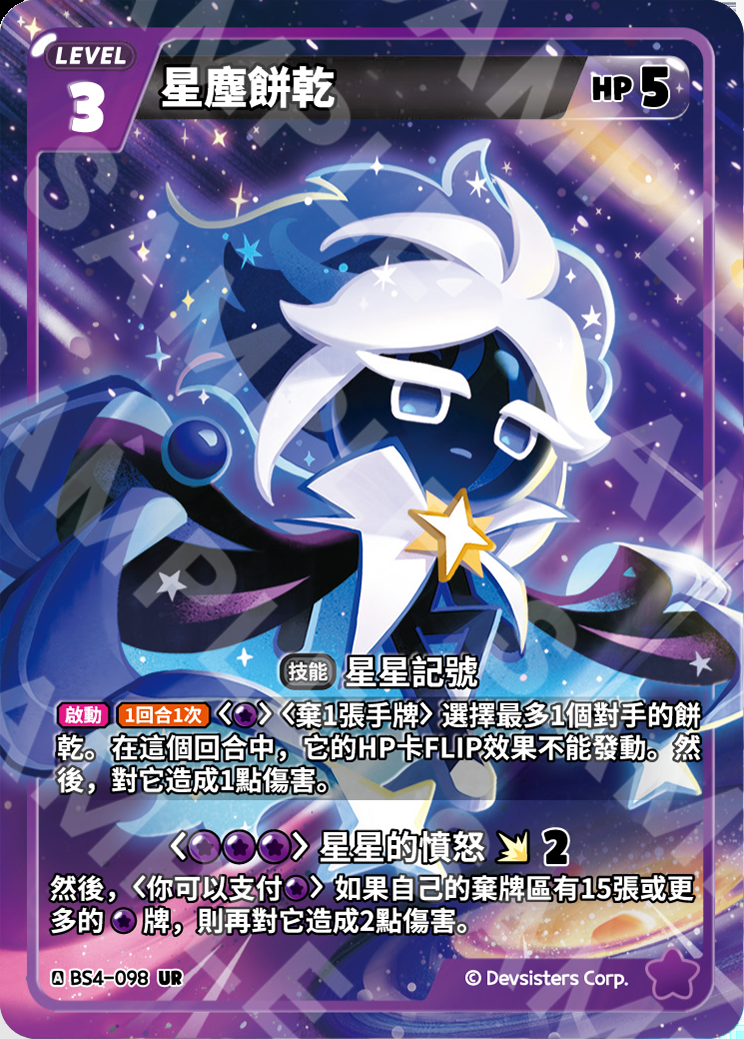 LEVEL
3
星塵餅乾
HP 5
技能 星星記號
啟動 1回合1次 〈★〉〈棄1張手牌〉選擇最多1個對手的餅
乾。在這個回合中，它的HP卡FLIP效果不能發動。然
後，對它造成1點傷害。
〈★★★〉星星的憤怒 2
然後，〈你可以支付★〉如果自己的棄牌區有15張或更
多的★牌，則再對它造成2點傷害。
A BS4-098 UR
© Devsisters Corp.
SAMPLE